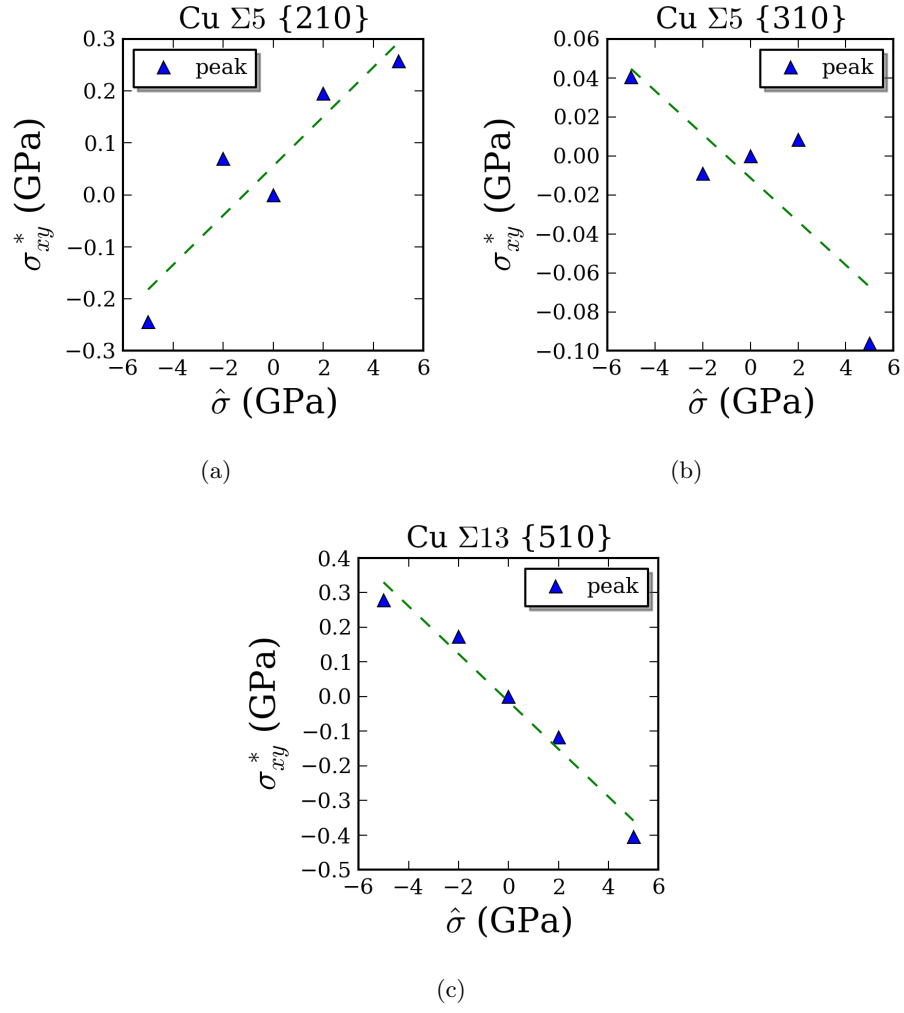 Cu Σ5 {210}
peak
0.3
0.2
0.1
0.0
−0.1
−0.2
−0.3
σ*xy (GPa)
−6 −4 −2 0 2 4 6
σ̂ (GPa)
(a)
Cu Σ5 {310}
peak
0.06
0.04
0.02
0.00
−0.02
−0.04
−0.06
−0.08
−0.10
σ*xy (GPa)
−6 −4 −2 0 2 4 6
σ̂ (GPa)
(b)
Cu Σ13 {510}
peak
0.4
0.3
0.2
0.1
0.0
−0.1
−0.2
−0.3
−0.4
−0.5
σ*xy (GPa)
−6 −4 −2 0 2 4 6
σ̂ (GPa)
(c)